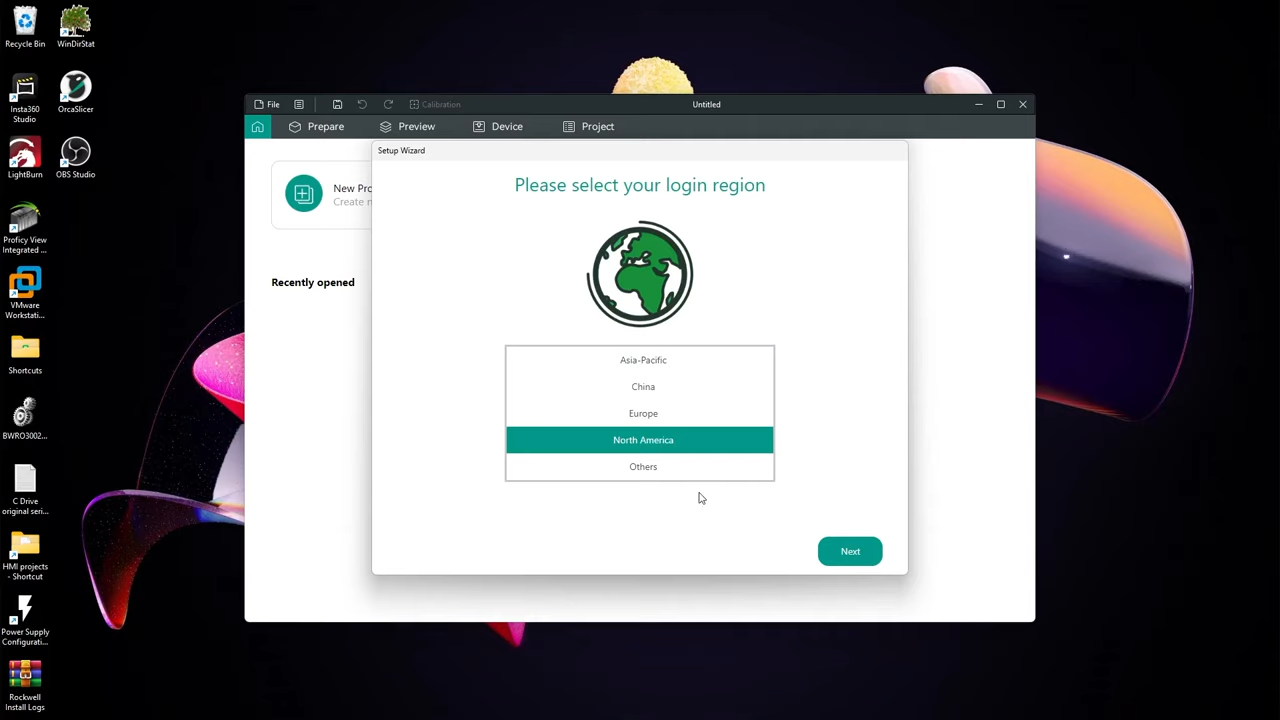 Recycle Bin
WinDirStat
Insta360
Studio
OrcaSlicer
LightBurn
OBS Studio
Proficy View
Integrated ...
VMware
Workstati...
Shortcuts
BWRO3002...
C Drive
original seri...
HMI projects
- Shortcut
Power Supply
Configurati...
Rockwell
Install Logs
File
Calibration
Untitled
Prepare
Preview
Device
Project
New Pro
Create n
Recently opened
Setup Wizard
Please select your login region
Asia-Pacific
China
Europe
North America
Others
Next